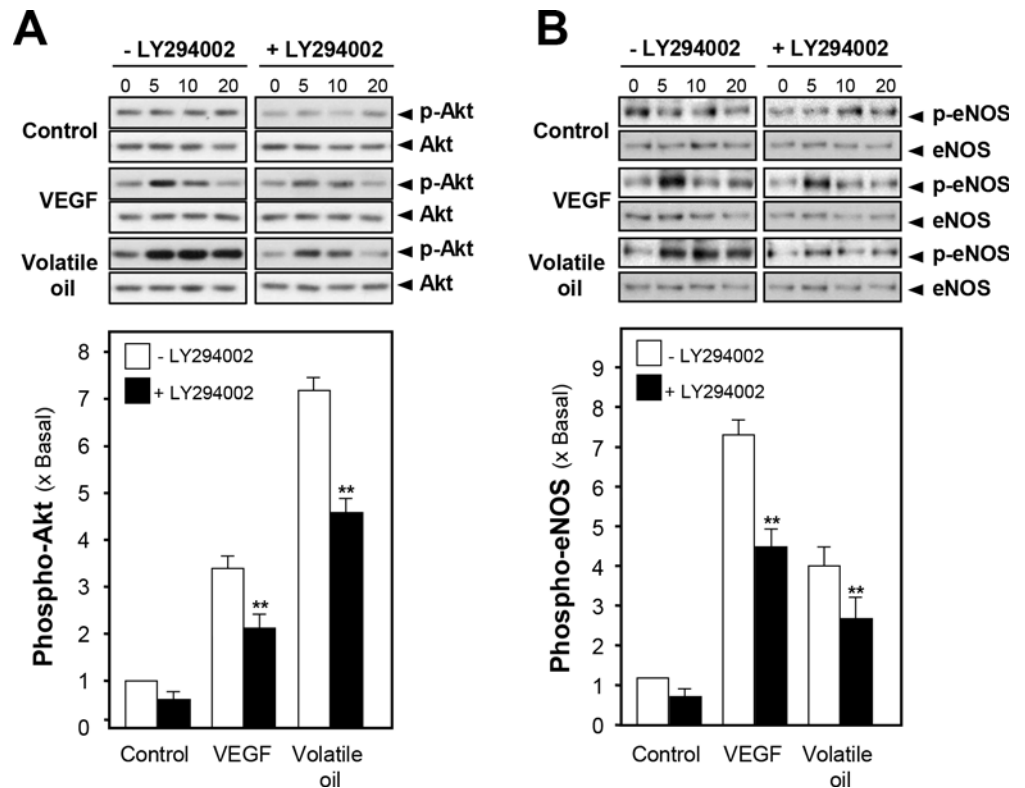 A
- LY294002 + LY294002
0 5 10 20 0 5 10 20
Control
p-Akt
Akt
VEGF
p-Akt
Akt
Volatile
oil
p-Akt
Akt
8
7
6
5
4
3
2
1
0
Phospho-Akt (x Basal)
- LY294002
+ LY294002
**
**
Control VEGF Volatile
oil
B
- LY294002 + LY294002
0 5 10 20 0 5 10 20
Control
p-eNOS
eNOS
VEGF
p-eNOS
eNOS
Volatile
oil
p-eNOS
eNOS
9
8
7
6
5
4
3
2
1
0
Phospho-eNOS (x Basal)
- LY294002
+ LY294002
**
**
Control VEGF Volatile
oil